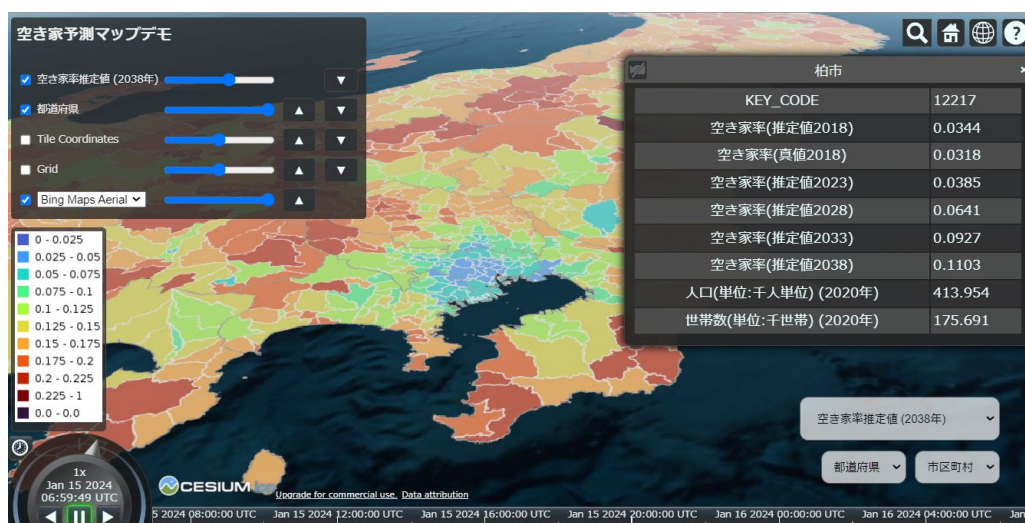 空き家予測マップデモ
空き家率推定値 (2038年)
▼
都道府県
▲ ▼
Tile Coordinates
▲ ▼
Grid
▲ ▼
Bing Maps Aerial
▲
0 - 0.025
0.025 - 0.05
0.05 - 0.075
0.075 - 0.1
0.1 - 0.125
0.125 - 0.15
0.15 - 0.175
0.175 - 0.2
0.2 - 0.225
0.225 - 1
0.0 - 0.0
?
柏市
KEY_CODE 12217
空き家率(推定値2018) 0.0344
空き家率(真値2018) 0.0318
空き家率(推定値2023) 0.0385
空き家率(推定値2028) 0.0641
空き家率(推定値2033) 0.0927
空き家率(推定値2038) 0.1103
人口(単位:千人単位) (2020年) 413.954
世帯数(単位:千世帯) (2020年) 175.691
空き家率推定値 (2038年)
都道府県 市区町村
1x
Jan 15 2024
06:59:49 UTC
CESIUM ion
Upgrade for commercial use. Data attribution
5 2024 08:00:00 UTC Jan 15 2024 12:00:00 UTC Jan 15 2024 16:00:00 UTC Jan 15 2024 20:00:00 UTC Jan 16 2024 00:00:00 UTC Jan 16 2024 04:00:00 UTC Jan